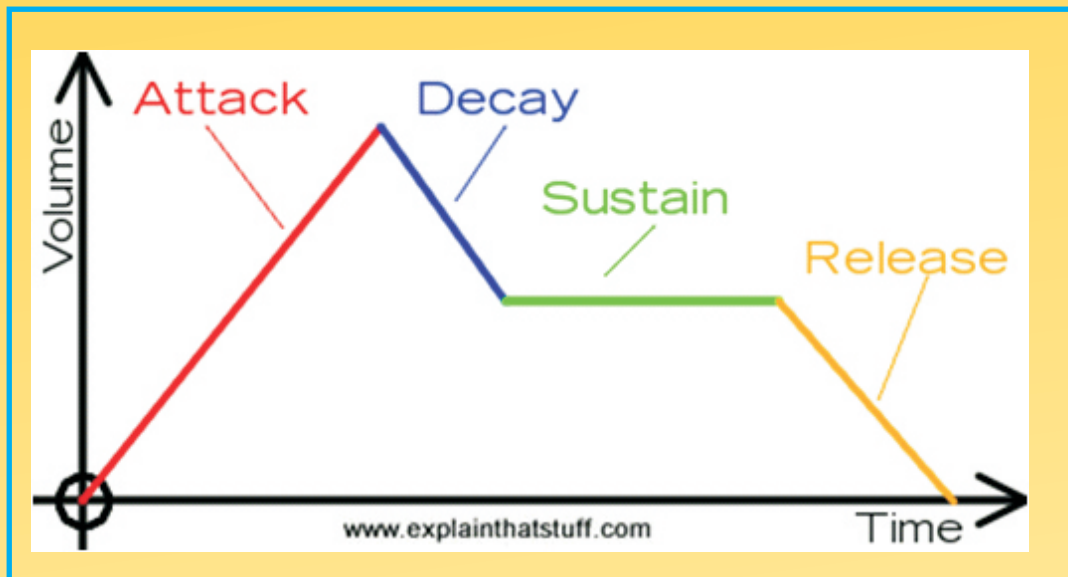 Attack
Decay
Sustain
Release
Volume
Time
www.explainthatstuff.com